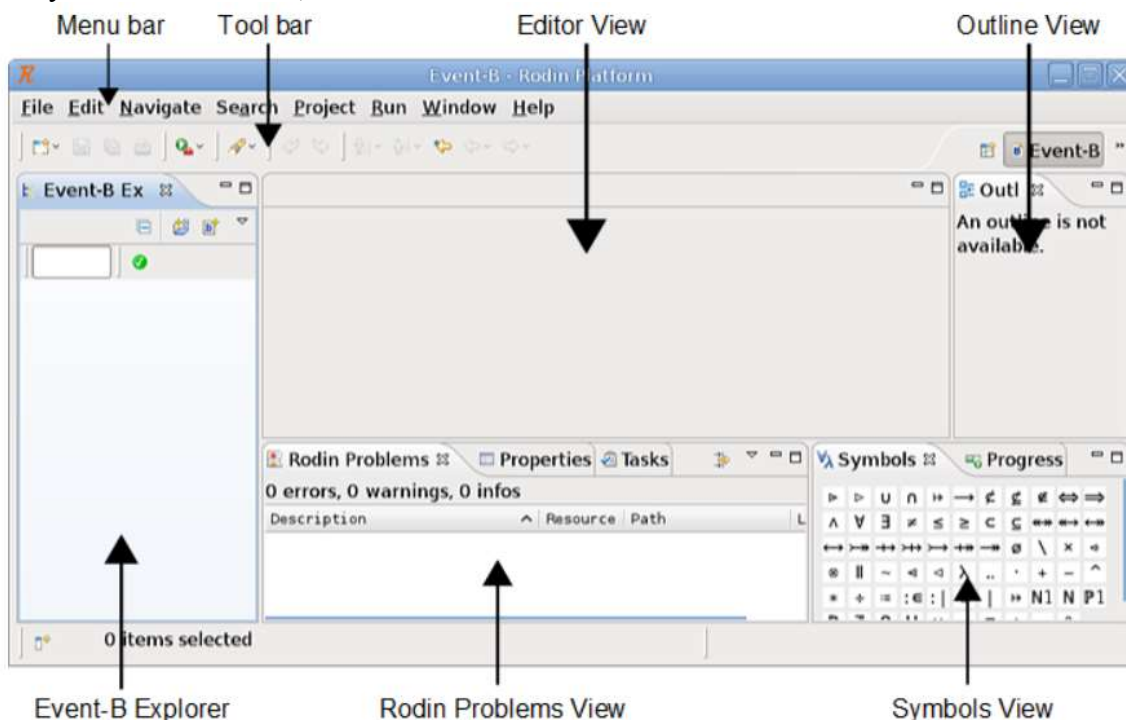 Menu bar Tool bar Editor View Outline View
Event-B - Rodin Platform
File Edit Navigate Search Project Run Window Help
Event-B "
Event-B Ex
Outl
An outline is not
available.
Rodin Problems Properties Tasks
Symbols Progress
0 errors, 0 warnings, 0 infos
Description Resource Path L
N1 N P1
0 items selected
Event-B Explorer Rodin Problems View Symbols View